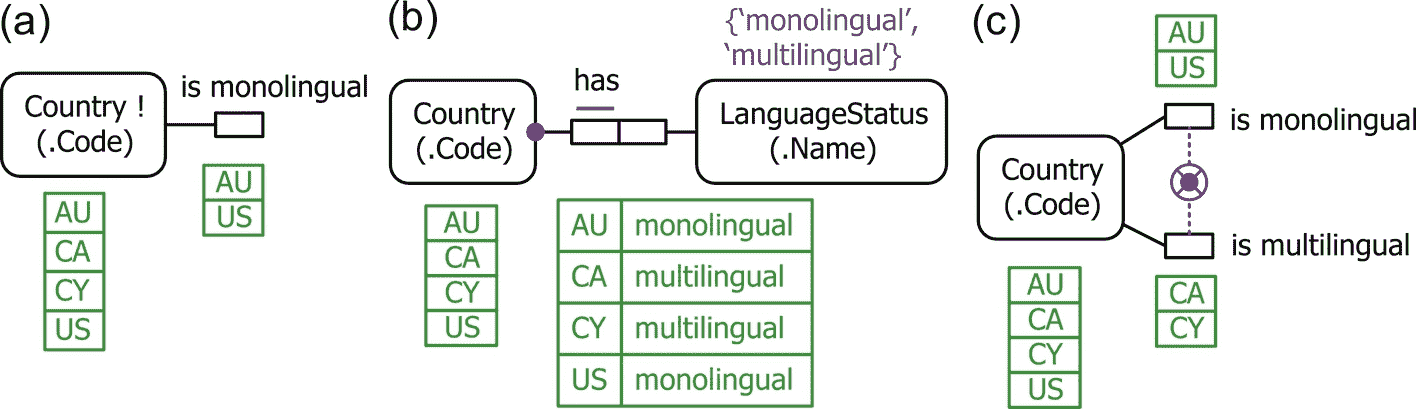 (a)
Country !
(.Code)
is monolingual
AU
US
AU
CA
CY
US
(b)
{‘monolingual’,
‘multilingual’}
has
Country
(.Code)
LanguageStatus
(.Name)
AU
CA
CY
US
AU monolingual
CA multilingual
CY multilingual
US monolingual
(c)
AU
US
is monolingual
Country
(.Code)
is multilingual
AU
CA
CY
US
CA
CY